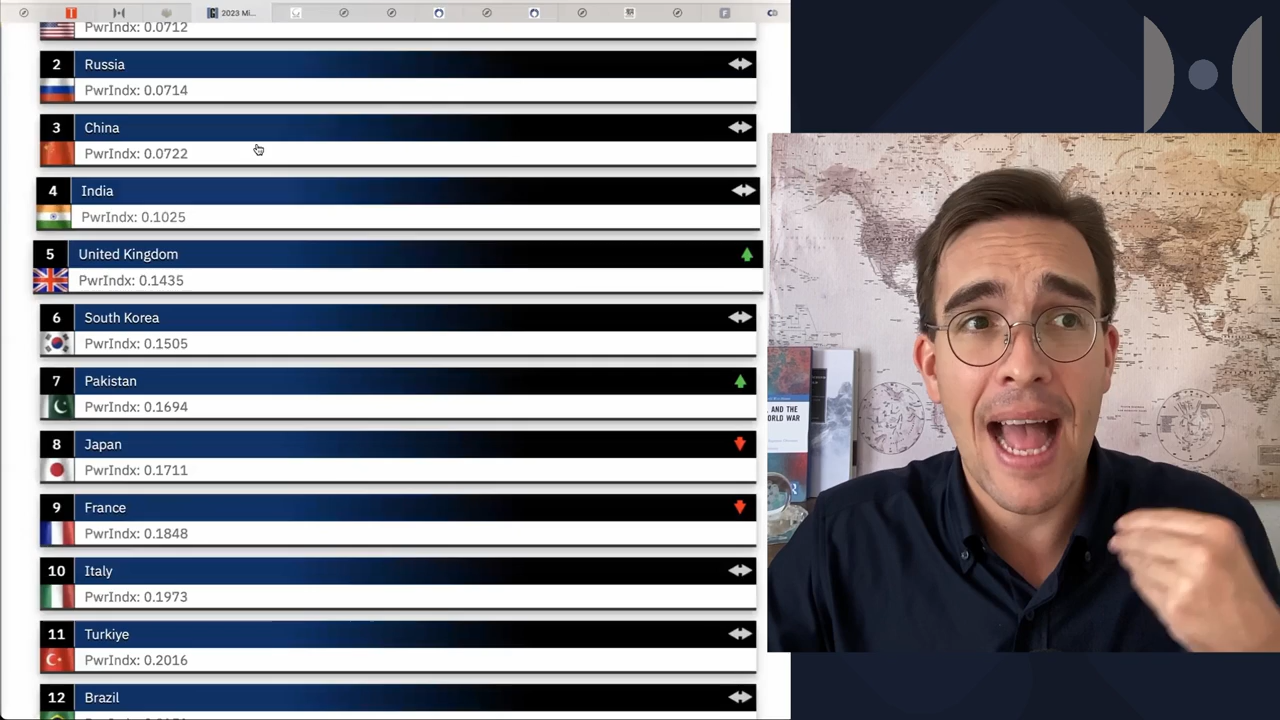 2023 Mi...
PwrIndx: 0.0712
2 Russia
PwrIndx: 0.0714
3 China
PwrIndx: 0.0722
4 India
PwrIndx: 0.1025
5 United Kingdom
PwrIndx: 0.1435
6 South Korea
PwrIndx: 0.1505
7 Pakistan
PwrIndx: 0.1694
8 Japan
PwrIndx: 0.1711
9 France
PwrIndx: 0.1848
10 Italy
PwrIndx: 0.1973
11 Turkiye
PwrIndx: 0.2016
12 Brazil
AND THE
WORLD WAR